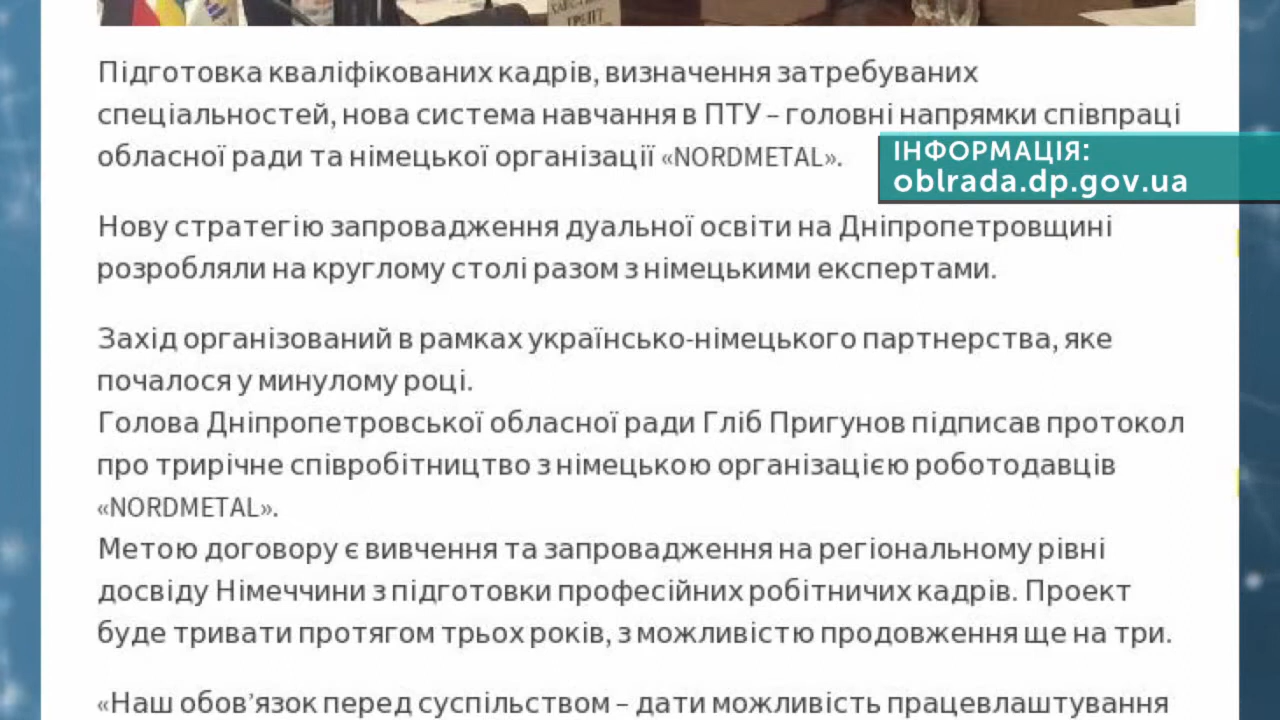 Підготовка кваліфікованих кадрів, визначення затребуваних
спеціальностей, нова система навчання в ПТУ – головні напрямки співпраці
обласної ради та німецької організації «NORDMETAL».
ІНФОРМАЦІЯ:
oblrada.dp.gov.ua
Нову стратегію запровадження дуальної освіти на Дніпропетровщині
розробляли на круглому столі разом з німецькими експертами.
Захід організований в рамках українсько-німецького партнерства, яке
почалося у минулому році.
Голова Дніпропетровської обласної ради Гліб Пригунов підписав протокол
про трирічне співробітництво з німецькою організацією роботодавців
«NORDMETAL».
Метою договору є вивчення та запровадження на регіональному рівні
досвіду Німеччини з підготовки професійних робітничих кадрів. Проект
буде тривати протягом трьох років, з можливістю продовження ще на три.
«Наш обов’язок перед суспільством – дати можливість працевлаштування